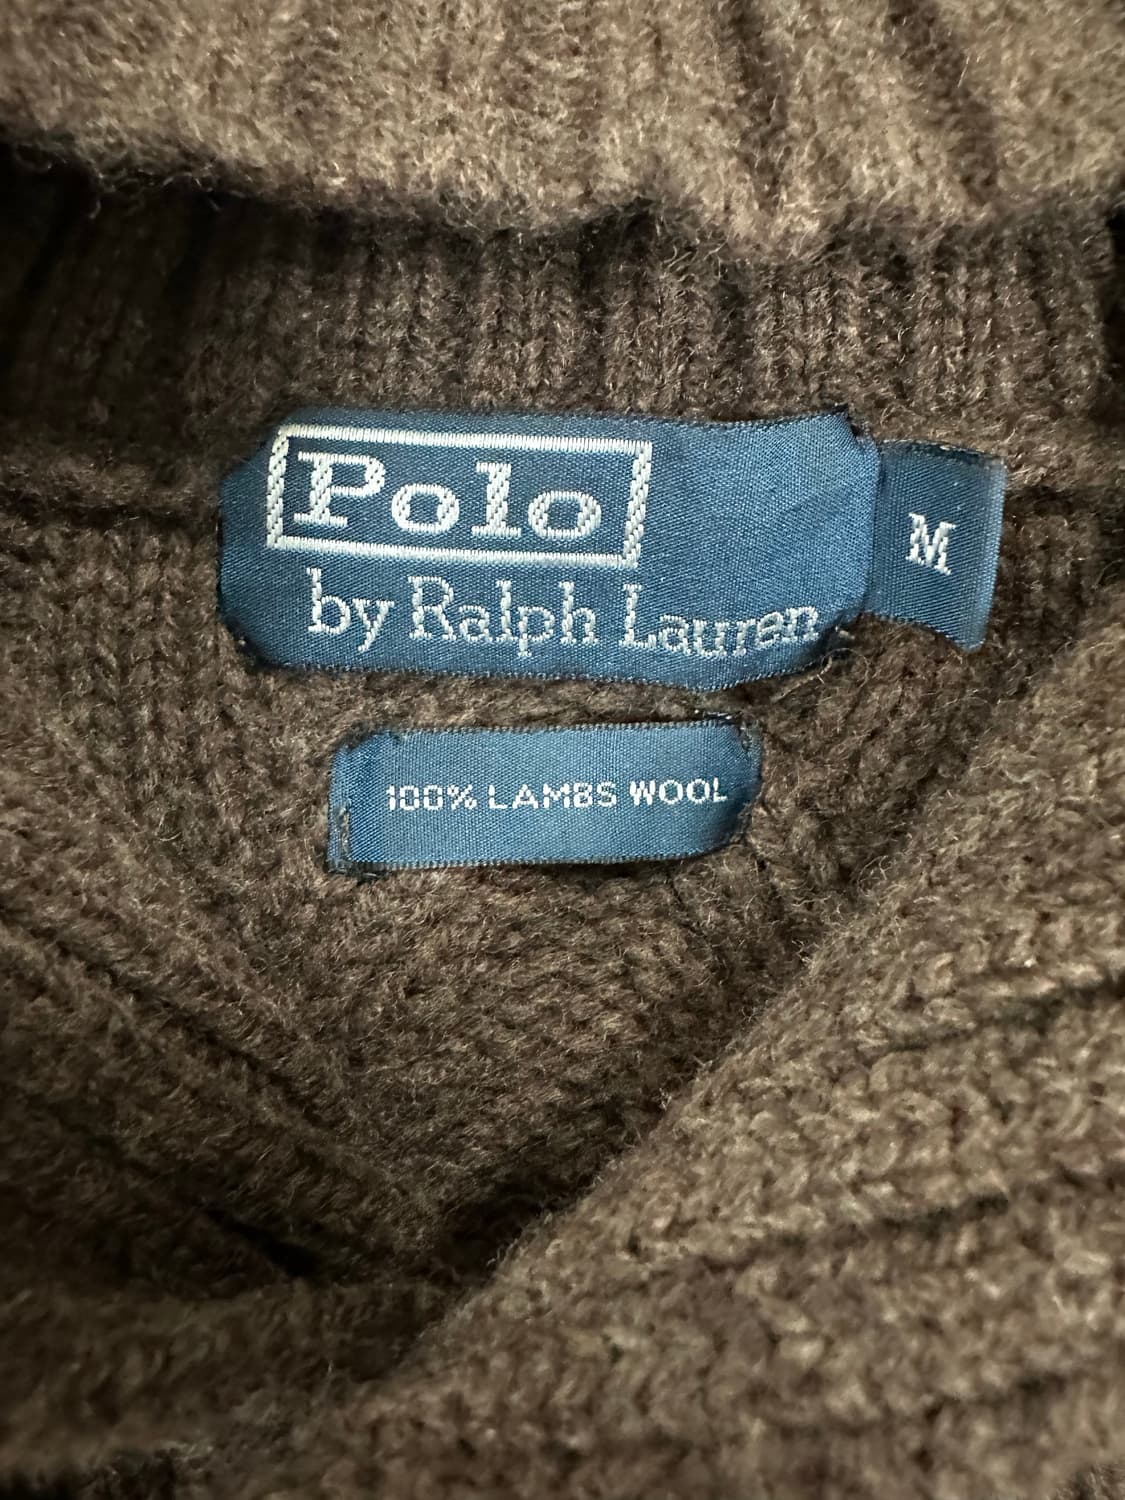 Polo
by Ralph Lauren
M
100% LAMBS WOOL